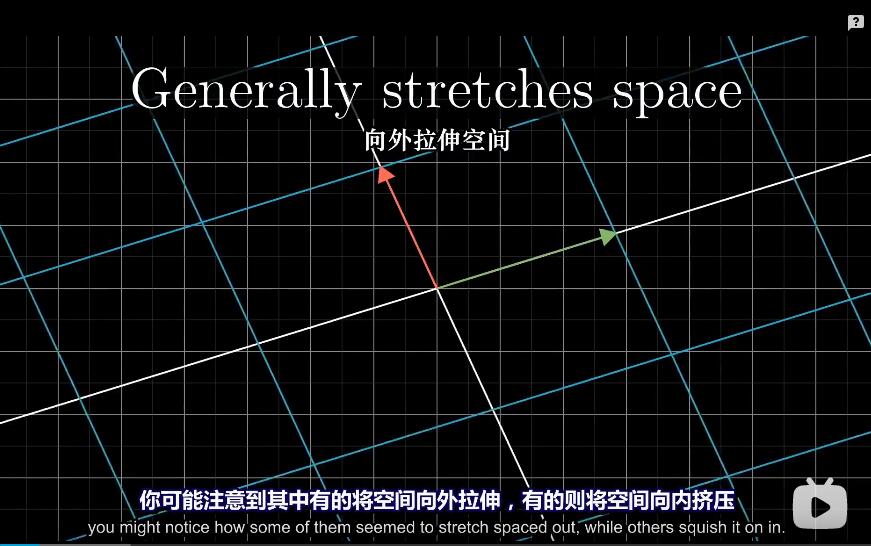 ?
Generally stretches space
向外拉伸空间
你可能注意到其中有的将空间向外拉伸，有的则将空间向内挤压
you might notice how some of them seemed to stretch spaced out, while others squish it on in.